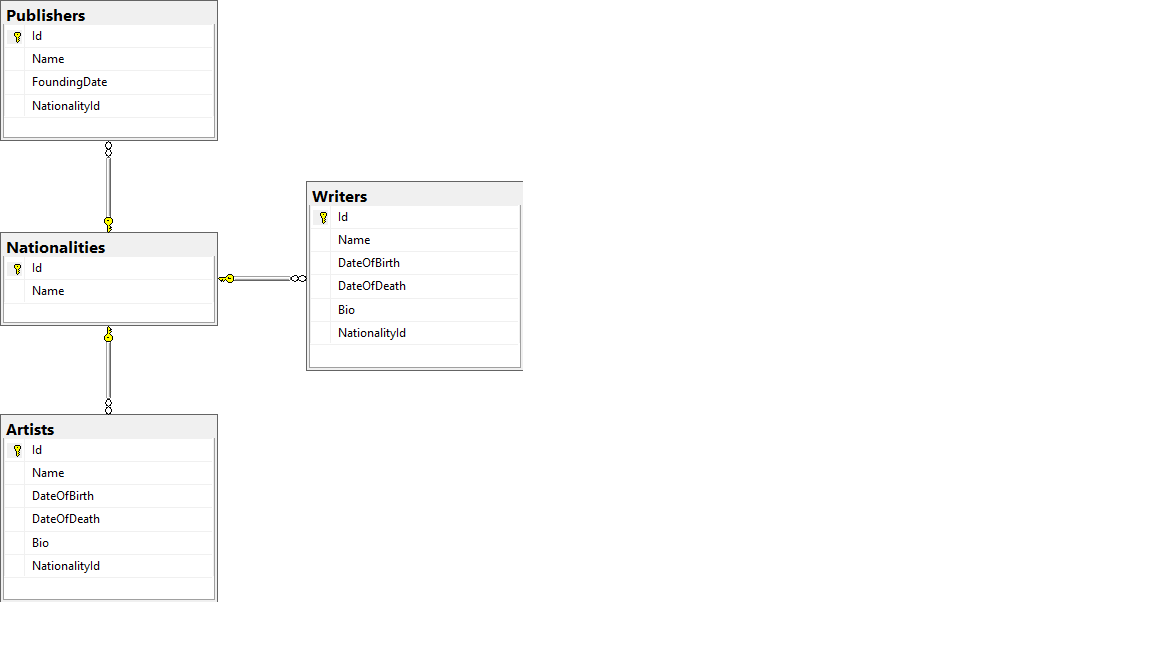 Publishers
Id
Name
FoundingDate
NationalityId
Nationalities
Id
Name
Writers
Id
Name
DateOfBirth
DateOfDeath
Bio
NationalityId
Artists
Id
Name
DateOfBirth
DateOfDeath
Bio
NationalityId